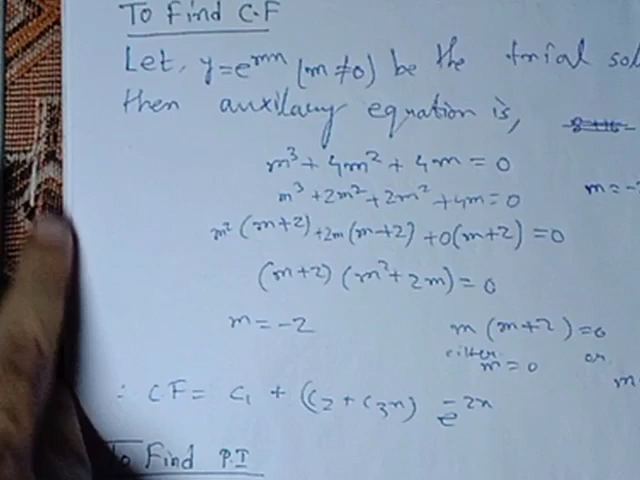 To Find C.F
Let, y=e^mx (m≠0) be the trial sol
then auxilary equation is,
m³ + 4m² + 4m = 0
m = -
m³ + 2m² + 2m² + 4m = 0
m² (m+2) + 2m (m+2) + 0(m+2) = 0
(m+2) (m² + 2m) = 0
m = -2 m (m+2) = 0
either m = 0 or m
∴ CF = C₁ + (C₂ + C₃x) e^-2x
To Find P.I